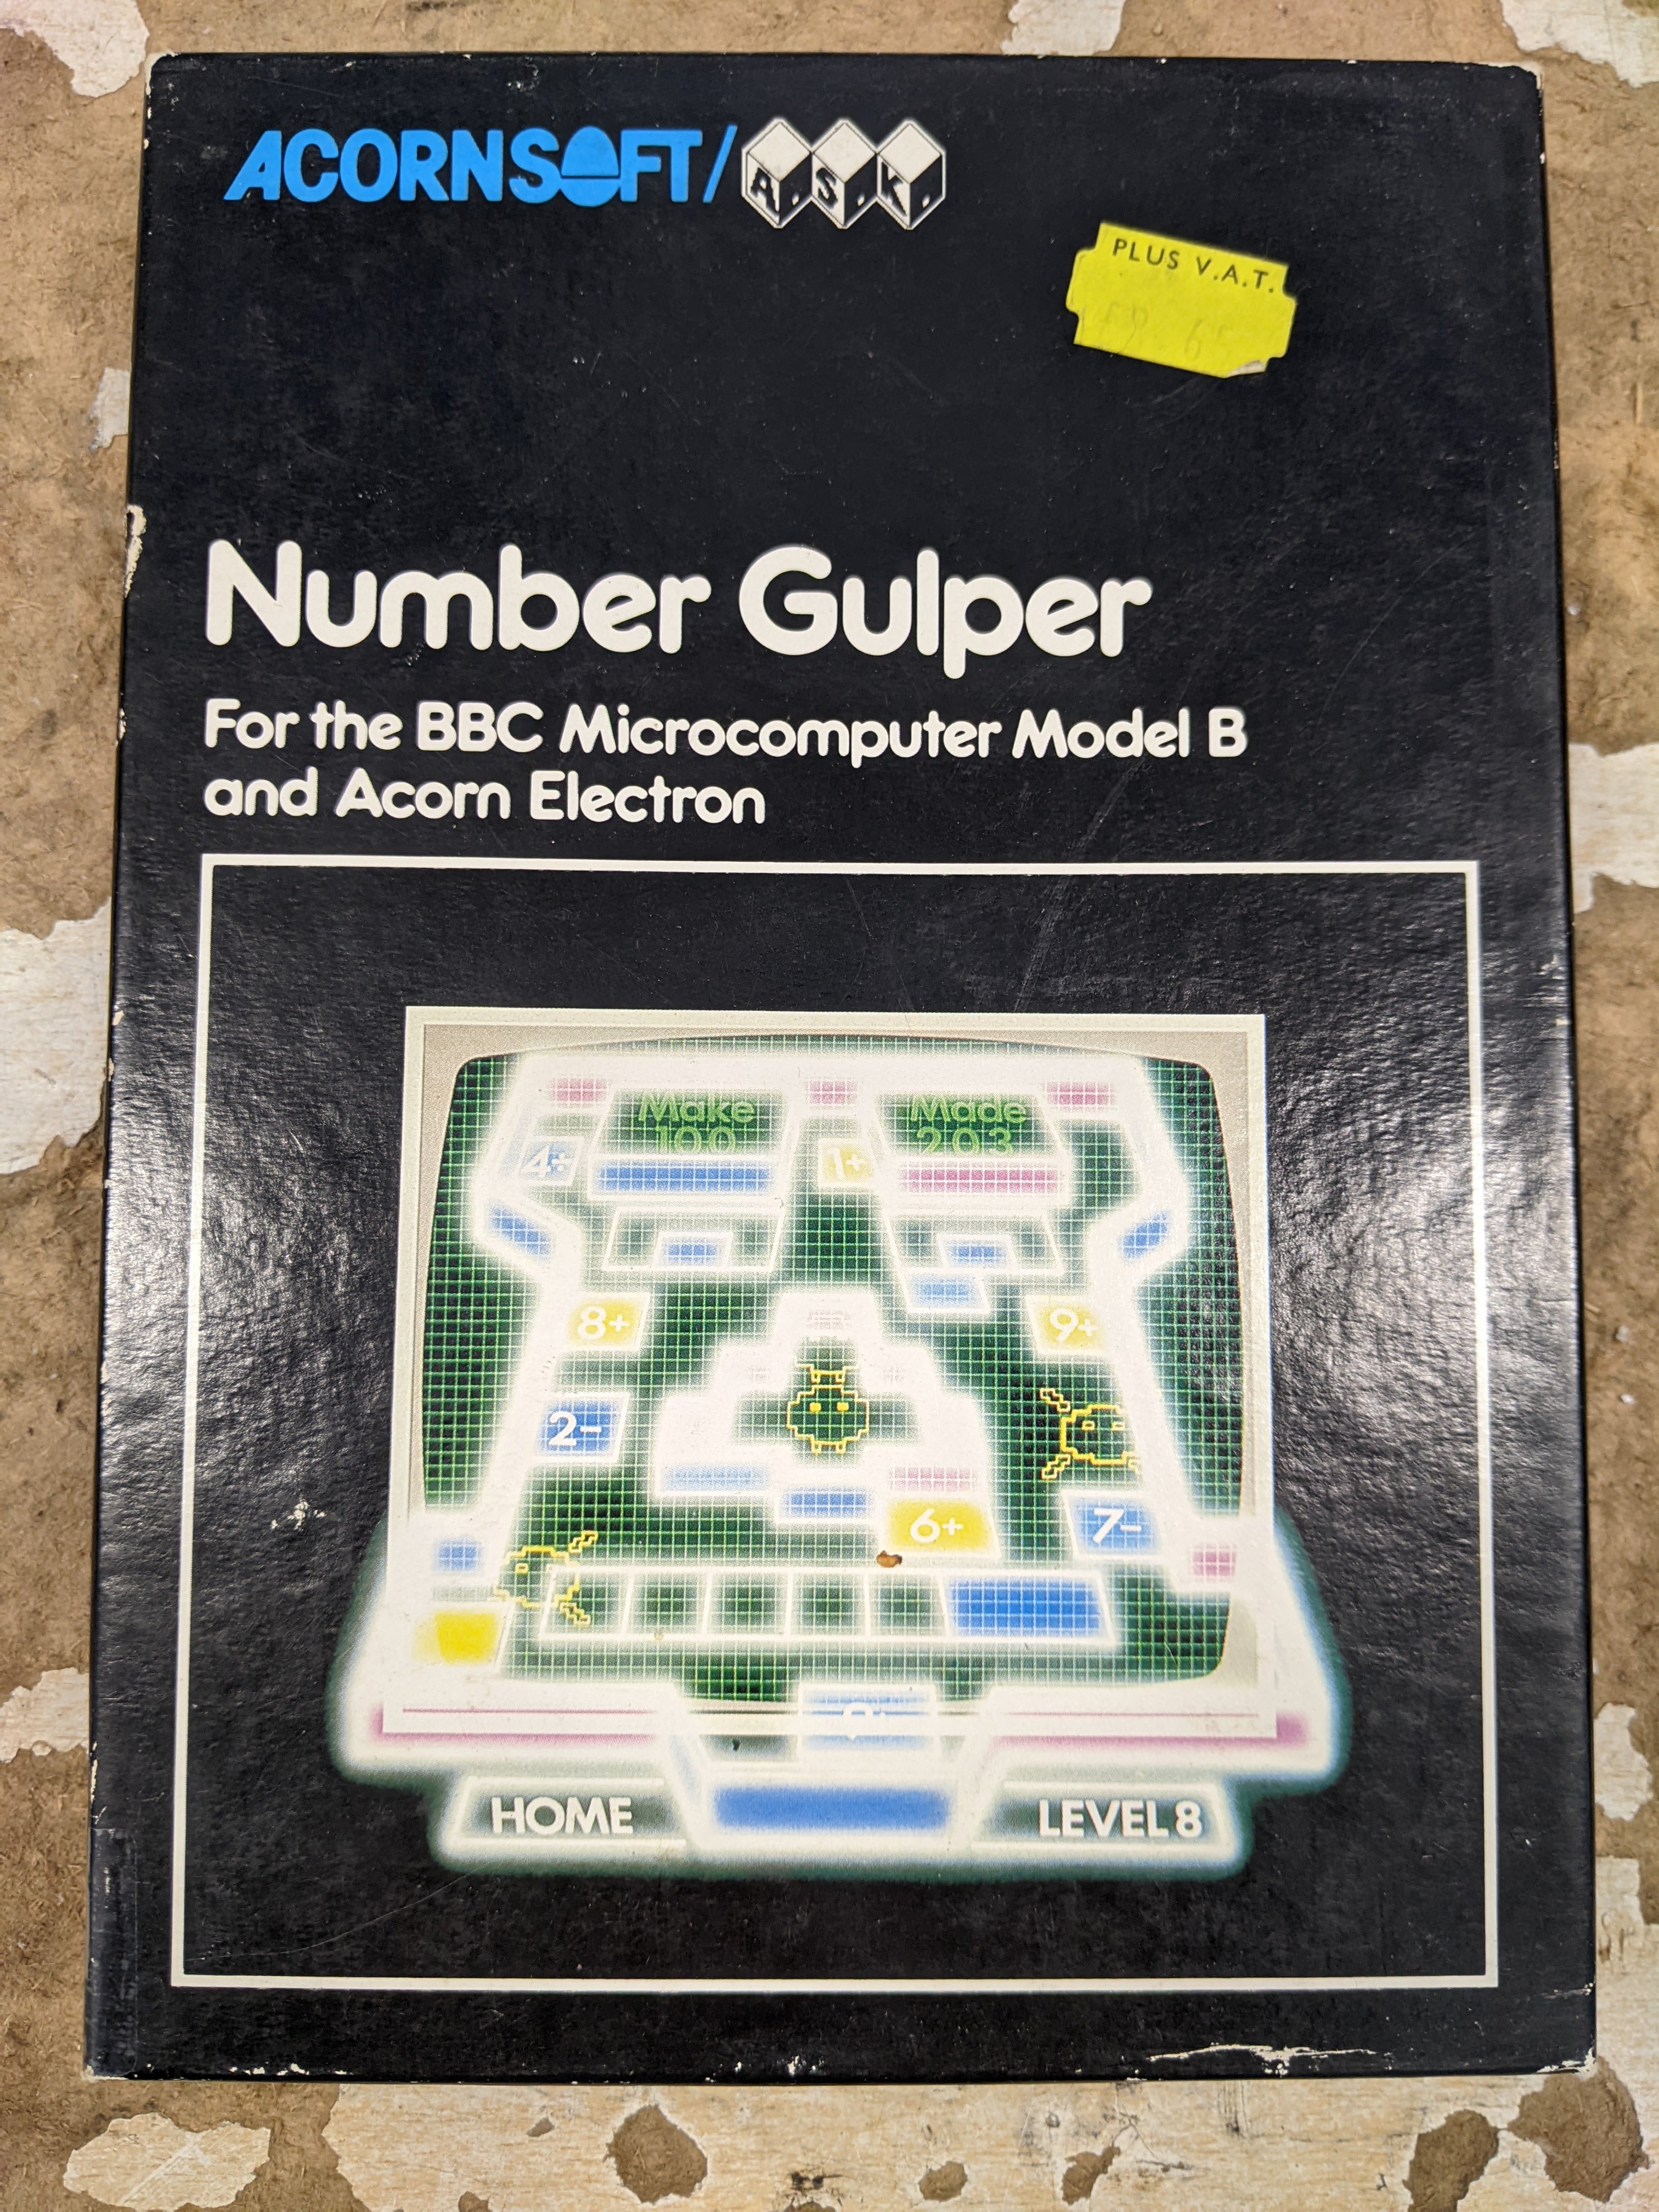 ACORNSOFT/A.S.K.
PLUS V.A.T.
Number Gulper
For the BBC Microcomputer Model B
and Acorn Electron
Make Made
100 203
4÷ 1+
8+ 9+
2-
6+ 7-
HOME LEVEL 8